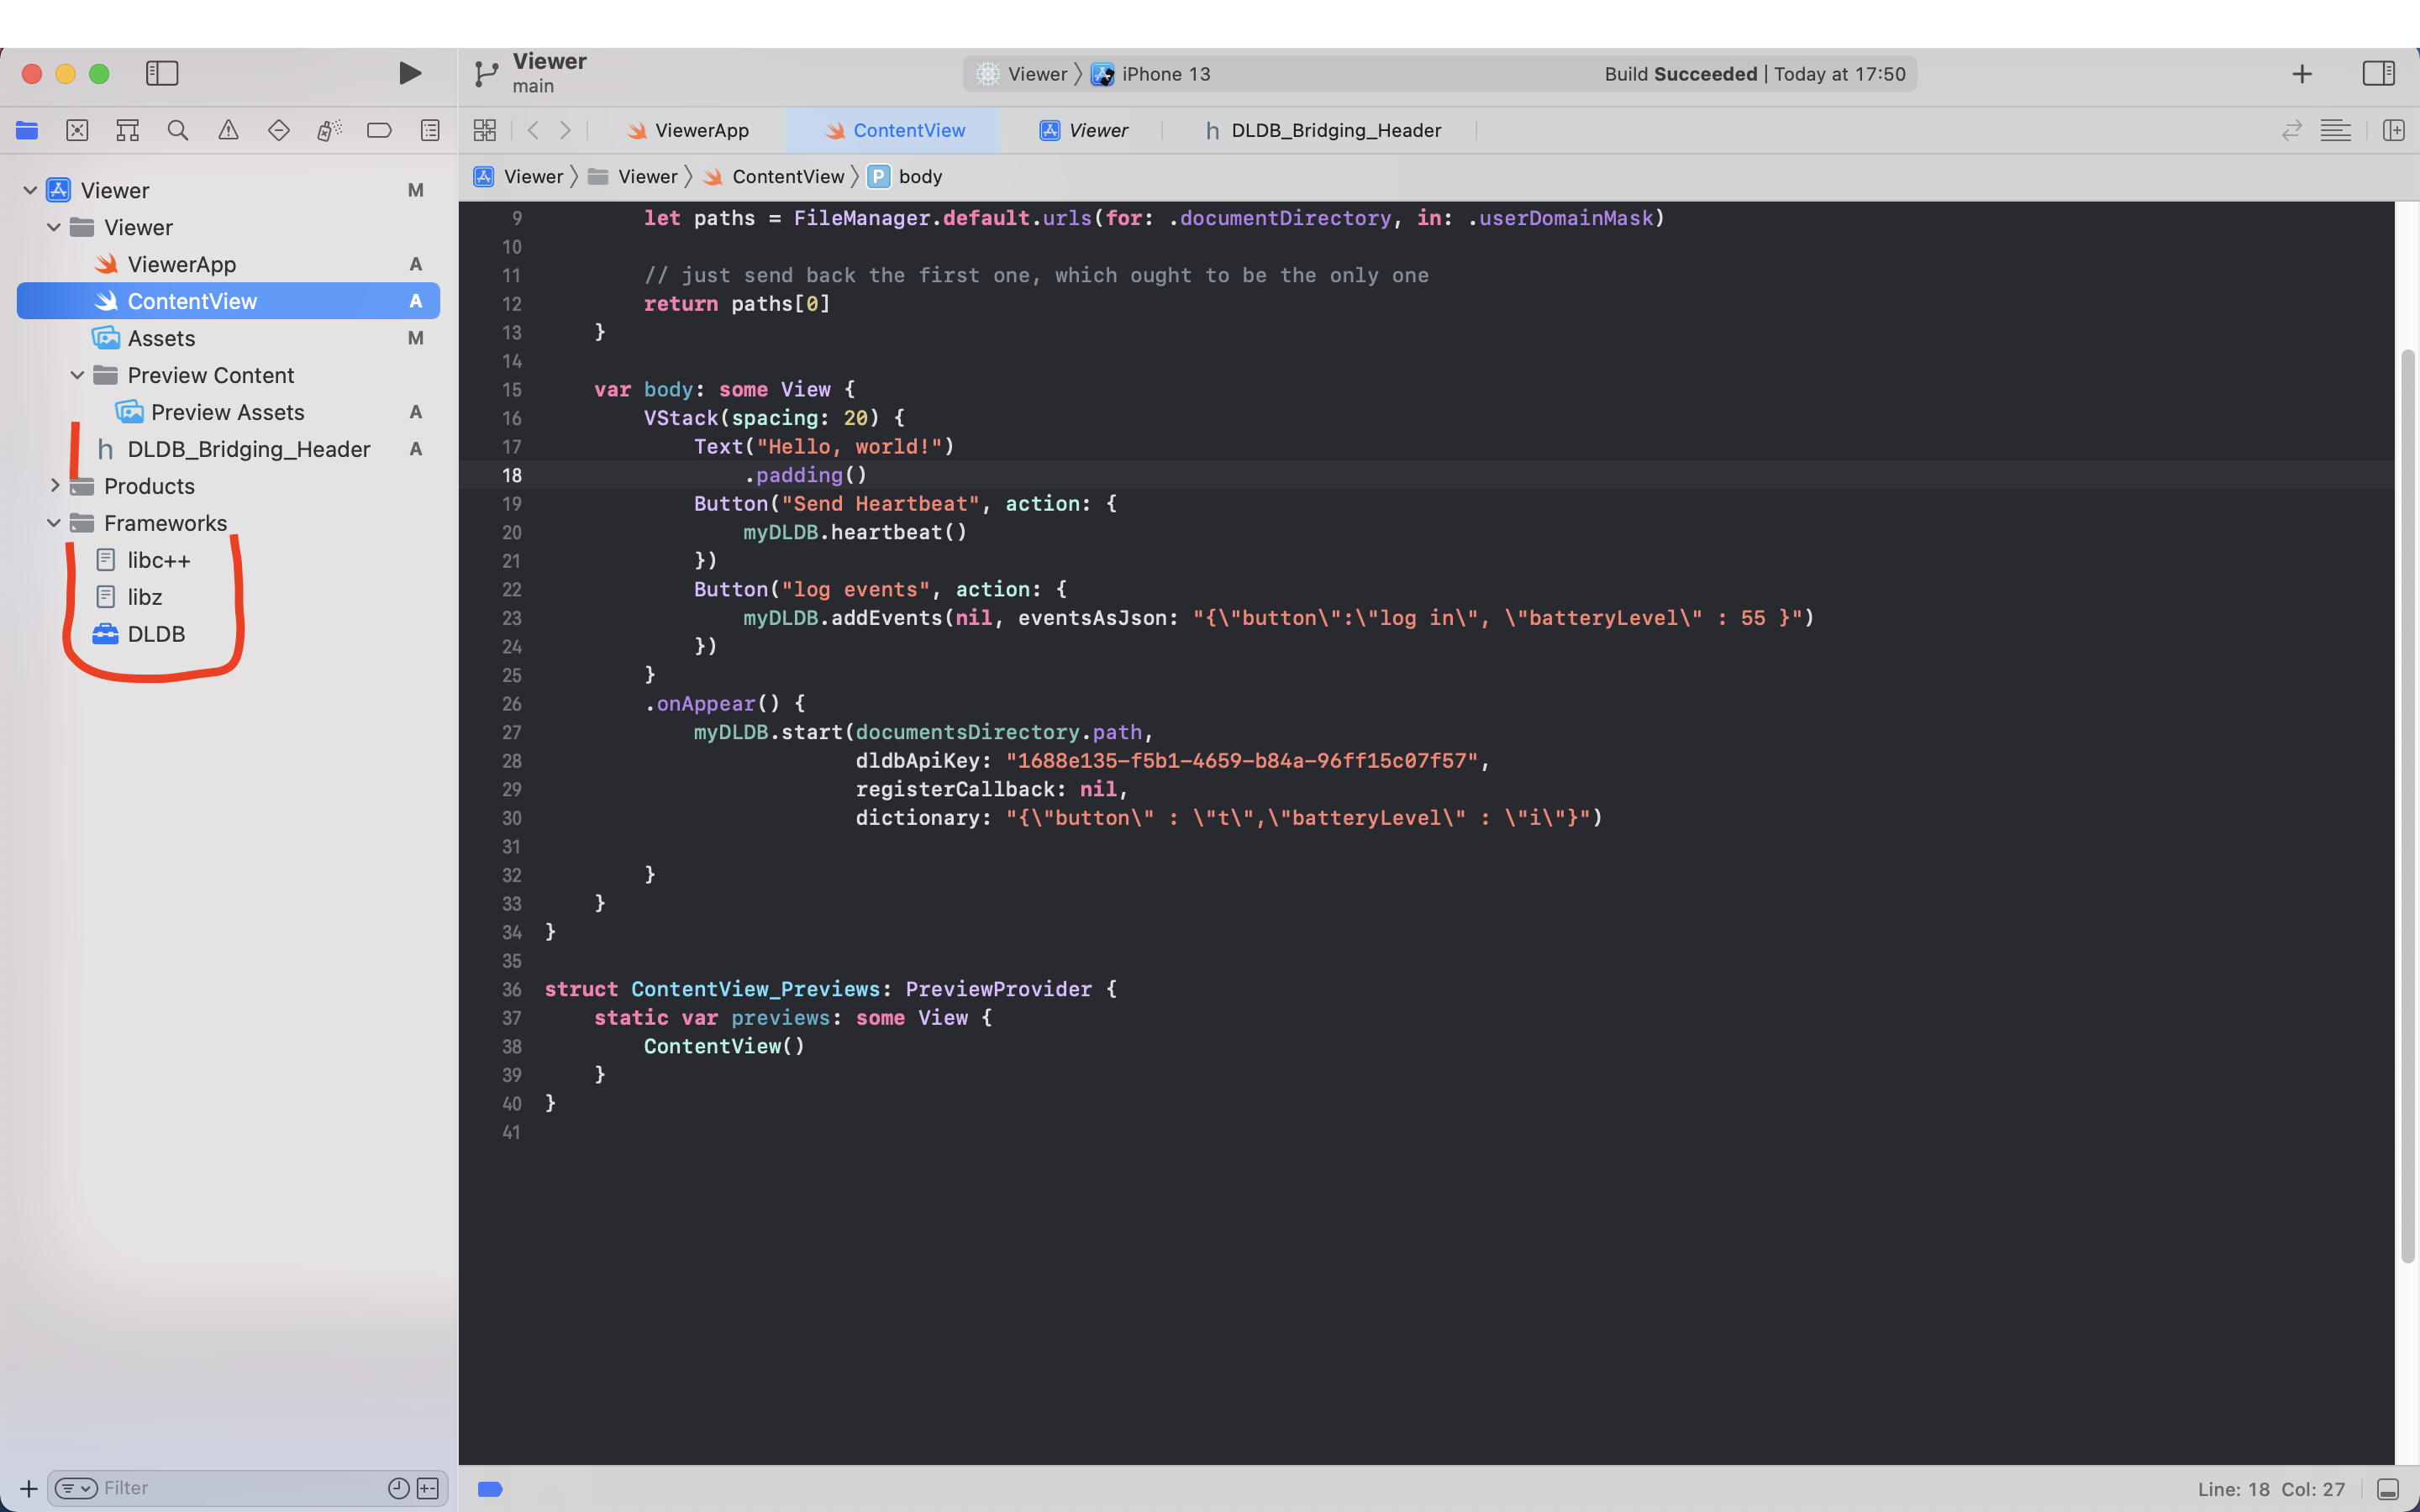 Viewer
main
Viewer
iPhone 13
Build Succeeded | Today at 17:50
ViewerApp
ContentView
Viewer
h DLDB_Bridging_Header
Viewer
Viewer
ContentView
P body
Viewer M
Viewer
ViewerApp A
ContentView A
Assets M
Preview Content
Preview Assets A
h DLDB_Bridging_Header A
Products
Frameworks
libc++
libz
DLDB
Filter
9 let paths = FileManager.default.urls(for: .documentDirectory, in: .userDomainMask)
10
11 // just send back the first one, which ought to be the only one
12 return paths[0]
13 }
14
15 var body: some View {
16 VStack(spacing: 20) {
17 Text("Hello, world!")
18 .padding()
19 Button("Send Heartbeat", action: {
20 myDLDB.heartbeat()
21 })
22 Button("log events", action: {
23 myDLDB.addEvents(nil, eventsAsJson: "{\"button\":\"log in\", \"batteryLevel\" : 55 }")
24 })
25 }
26 .onAppear() {
27 myDLDB.start(documentsDirectory.path,
28 dldbApiKey: "1688e135-f5b1-4659-b84a-96ff15c07f57",
29 registerCallback: nil,
30 dictionary: "{\"button\" : \"t\",\"batteryLevel\" : \"i\"}")
31
32 }
33 }
34 }
35
36 struct ContentView_Previews: PreviewProvider {
37 static var previews: some View {
38 ContentView()
39 }
40 }
41
Line: 18 Col: 27